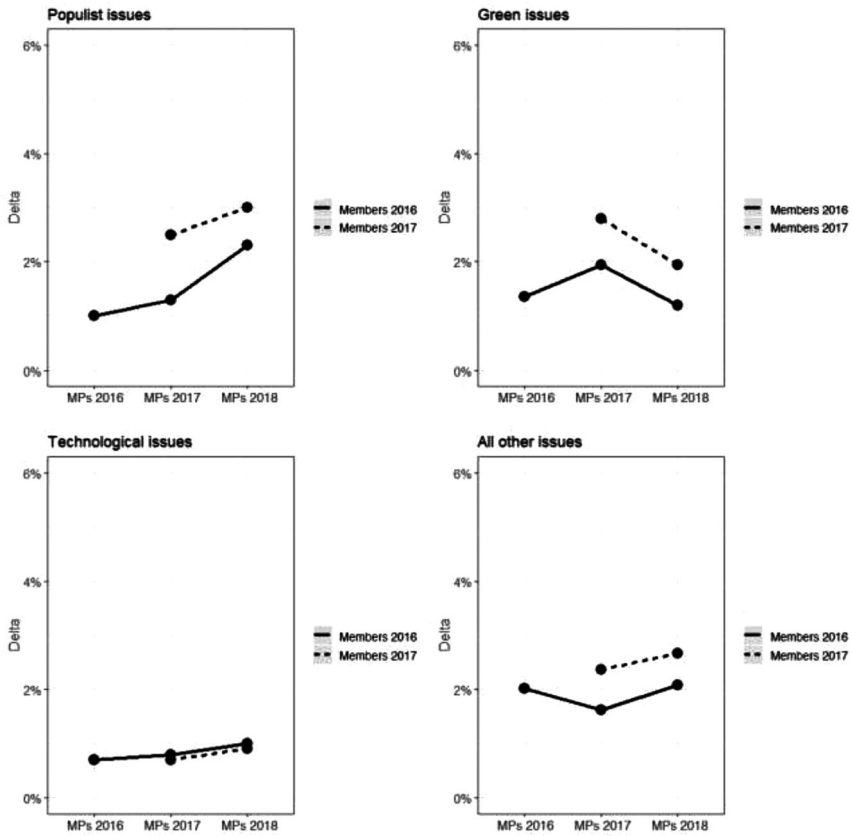 Populist issues
6%
4%
2%
0%
Delta
MPs 2016 MPs 2017 MPs 2018
Members 2016
Members 2017
Green issues
6%
4%
2%
0%
Delta
MPs 2016 MPs 2017 MPs 2018
Members 2016
Members 2017
Technological issues
6%
4%
2%
0%
Delta
MPs 2016 MPs 2017 MPs 2018
Members 2016
Members 2017
All other issues
6%
4%
2%
0%
Delta
MPs 2016 MPs 2017 MPs 2018
Members 2016
Members 2017